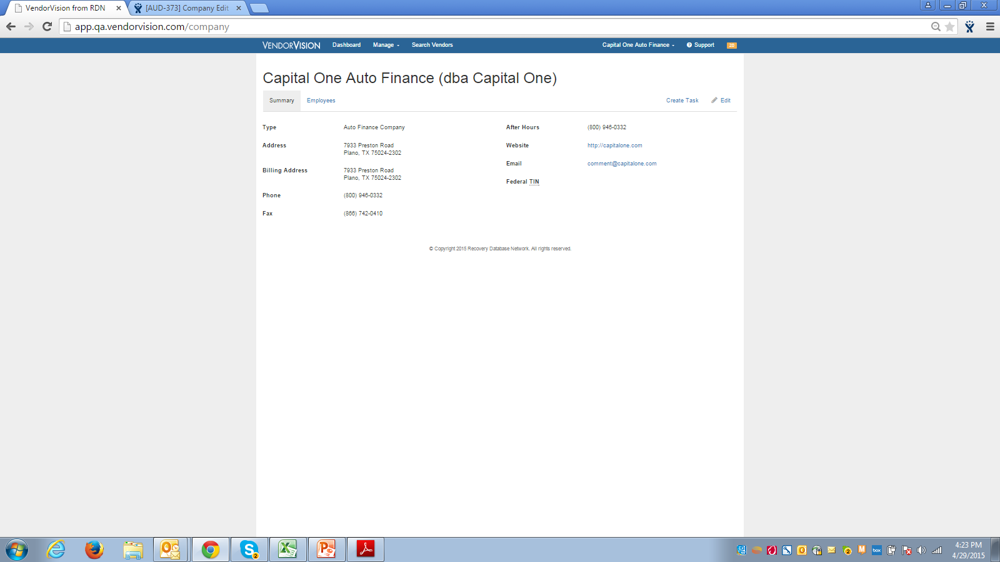 VendorVision from RDN
[AUD-373] Company Edit
app.qa.vendorvision.com/company
VENDORVISION Dashboard Manage Search Vendors Capital One Auto Finance Support 20
Capital One Auto Finance (dba Capital One)
Summary Employees Create Task Edit
Type Auto Finance Company
Address 7933 Preston Road
Plano, TX 75024-2302
Billing Address 7933 Preston Road
Plano, TX 75024-2302
Phone (800) 946-0332
Fax (866) 742-0410
After Hours (800) 946-0332
Website http://capitalone.com
Email comment@capitalone.com
Federal TIN
© Copyright 2015 Recovery Database Network. All rights reserved.
2
2
box
4:23 PM
4/29/2015